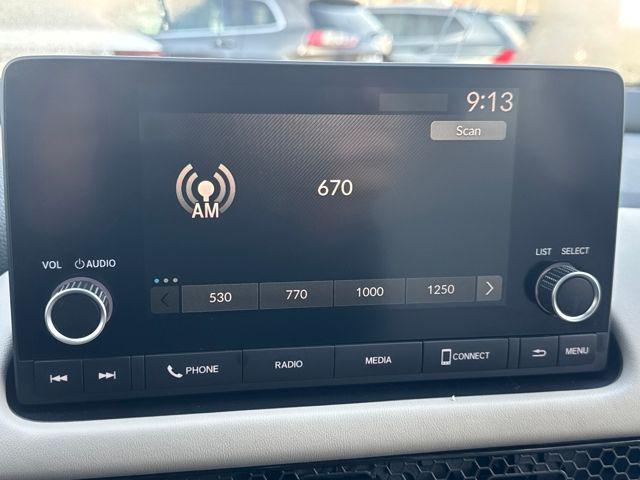 9:13
Scan
AM
670
VOL AUDIO
LIST SELECT
530 770 1000 1250
PHONE RADIO MEDIA CONNECT MENU